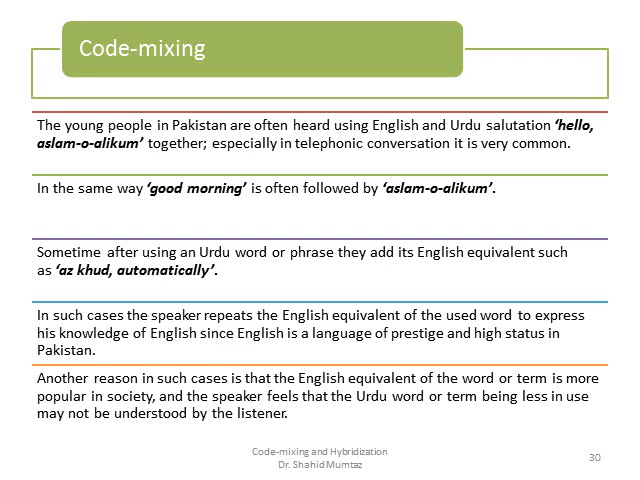 Code-mixing
The young people in Pakistan are often heard using English and Urdu salutation ‘hello,
aslam-o-alikum’ together; especially in telephonic conversation it is very common.
In the same way ‘good morning’ is often followed by ‘aslam-o-alikum’.
Sometime after using an Urdu word or phrase they add its English equivalent such
as ‘az khud, automatically’.
In such cases the speaker repeats the English equivalent of the used word to express
his knowledge of English since English is a language of prestige and high status in
Pakistan.
Another reason in such cases is that the English equivalent of the word or term is more
popular in society, and the speaker feels that the Urdu word or term being less in use
may not be understood by the listener.
Code-mixing and Hybridization
Dr. Shahid Mumtaz
30